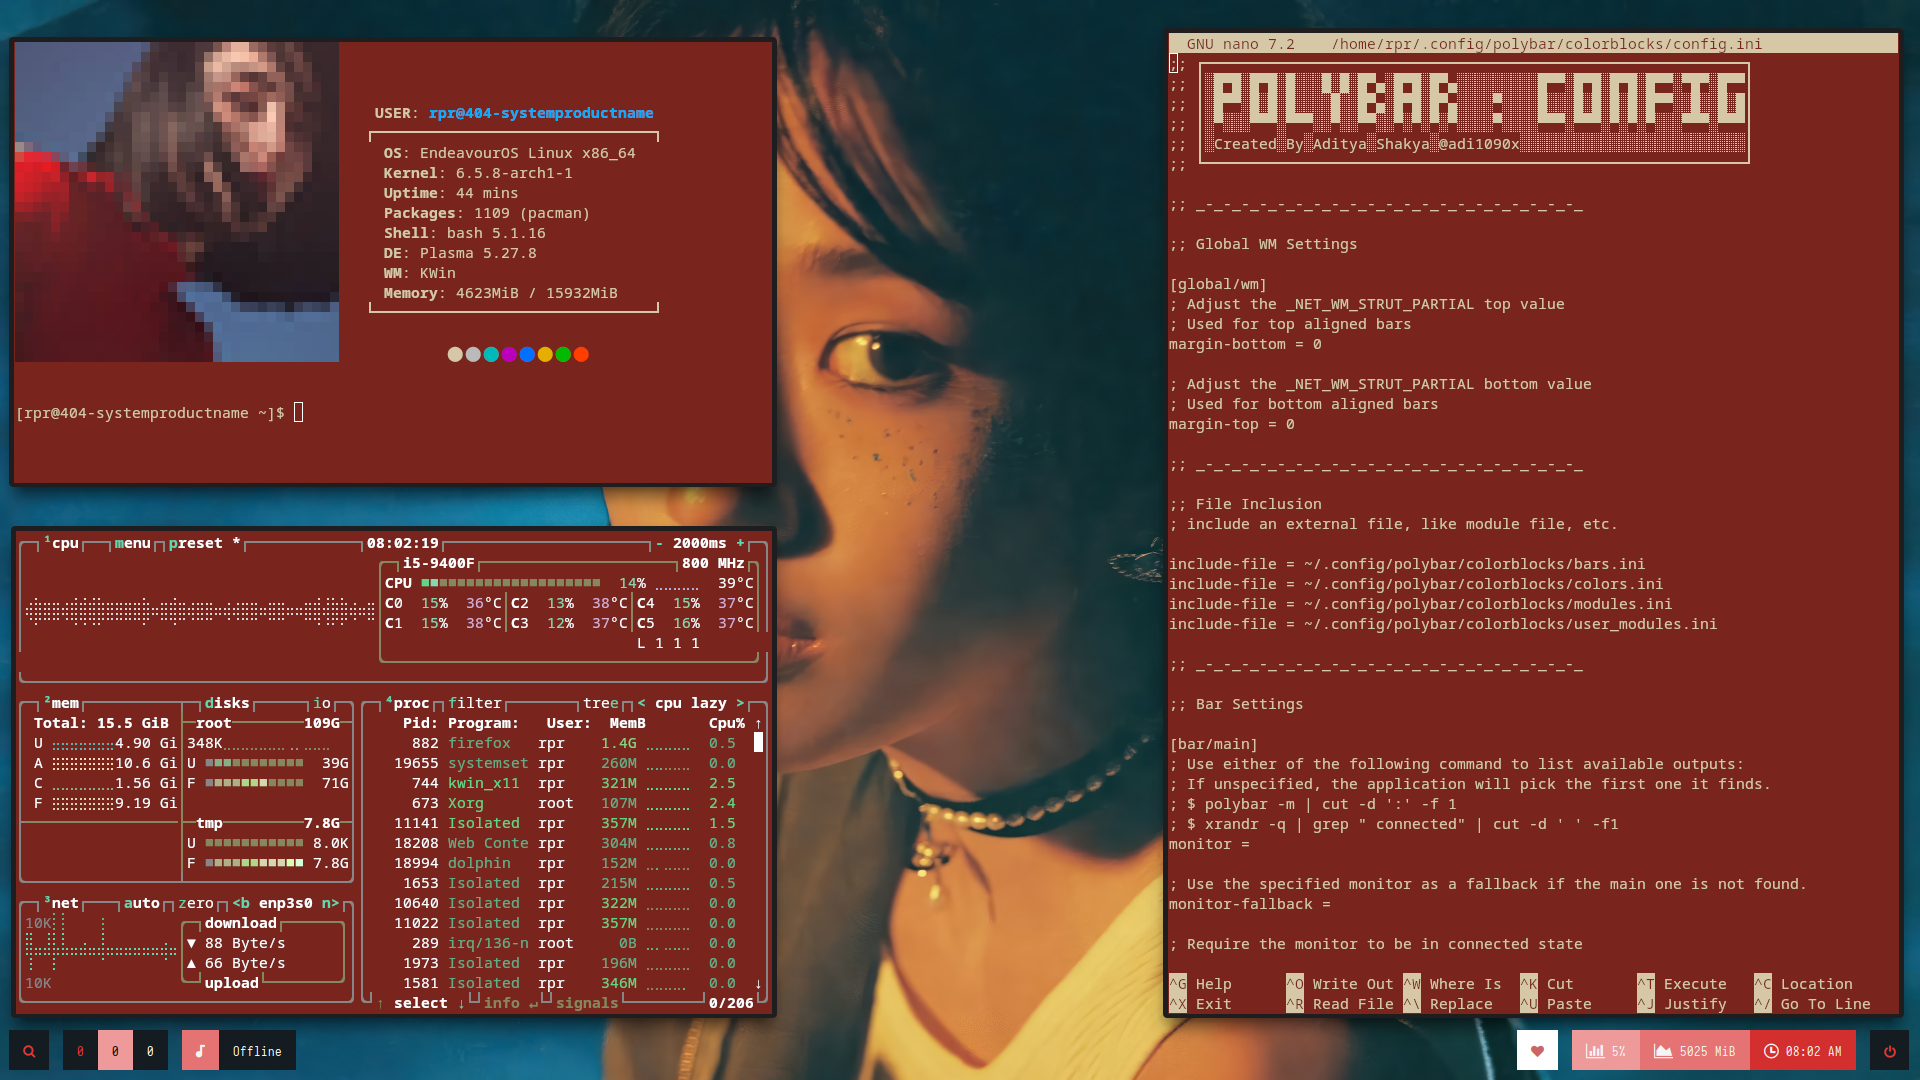 USER: rpr@404-systemproductname
OS: EndeavourOS Linux x86_64
Kernel: 6.5.8-arch1-1
Uptime: 44 mins
Packages: 1109 (pacman)
Shell: bash 5.1.16
DE: Plasma 5.27.8
WM: KWin
Memory: 4623MiB / 15932MiB
[rpr@404-systemproductname ~]$
¹cpu menu preset * 08:02:19 - 2000ms +
i5-9400F 800 MHz
CPU 14% 39°C
C0 15% 36°C C2 13% 38°C C4 15% 37°C
C1 15% 38°C C3 12% 37°C C5 16% 37°C
L 1 1 1
²mem disks io
Total: 15.5 GiB root 109G
U 4.90 Gi 348K
A 10.6 Gi U 39G
C 1.56 Gi F 71G
F 9.19 Gi
tmp 7.8G
U 8.0K
F 7.8G
³net auto zero <b enp3s0 n>
10K download
▼ 88 Byte/s
▲ 66 Byte/s
10K upload
⁴proc filter tree < cpu lazy >
Pid: Program: User: MemB Cpu% ↑
882 firefox rpr 1.4G 0.5
19655 systemset rpr 260M 0.0
744 kwin_x11 rpr 321M 2.5
673 Xorg root 107M 2.4
11141 Isolated rpr 357M 1.5
18208 Web Conte rpr 304M 0.8
18994 dolphin rpr 152M 0.0
1653 Isolated rpr 215M 0.5
10640 Isolated rpr 322M 0.0
11022 Isolated rpr 357M 0.0
289 irq/136-n root 0B 0.0
1973 Isolated rpr 196M 0.0
1581 Isolated rpr 346M 0.0 ↓
↑ select ↓ info ↵ signals 0/206
GNU nano 7.2 /home/rpr/.config/polybar/colorblocks/config.ini
;;
;; POLYBAR : CONFIG
;;
;;
;; Created By Aditya Shakya @adi1090x
;;
;; _-_-_-_-_-_-_-_-_-_-_-_-_-_-_-_-_-_-_-_-_-_
;; Global WM Settings
[global/wm]
; Adjust the _NET_WM_STRUT_PARTIAL top value
; Used for top aligned bars
margin-bottom = 0
; Adjust the _NET_WM_STRUT_PARTIAL bottom value
; Used for bottom aligned bars
margin-top = 0
;; _-_-_-_-_-_-_-_-_-_-_-_-_-_-_-_-_-_-_-_-_-_
;; File Inclusion
; include an external file, like module file, etc.
include-file = ~/.config/polybar/colorblocks/bars.ini
include-file = ~/.config/polybar/colorblocks/colors.ini
include-file = ~/.config/polybar/colorblocks/modules.ini
include-file = ~/.config/polybar/colorblocks/user_modules.ini
;; _-_-_-_-_-_-_-_-_-_-_-_-_-_-_-_-_-_-_-_-_-_
;; Bar Settings
[bar/main]
; Use either of the following command to list available outputs:
; If unspecified, the application will pick the first one it finds.
; $ polybar -m | cut -d ':' -f 1
; $ xrandr -q | grep " connected" | cut -d ' ' -f1
monitor =
; Use the specified monitor as a fallback if the main one is not found.
monitor-fallback =
; Require the monitor to be in connected state
^G Help ^O Write Out ^W Where Is ^K Cut ^T Execute ^C Location
^X Exit ^R Read File ^\ Replace ^U Paste ^J Justify ^/ Go To Line
0 0 0 Offline 5% 5025 MiB 08:02 AM